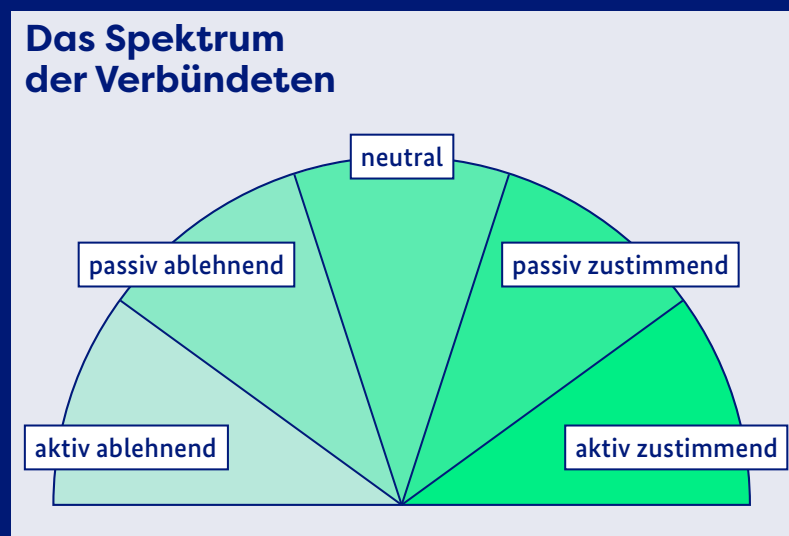 Das Spektrum
der Verbündeten
neutral
passiv ablehnend
passiv zustimmend
aktiv ablehnend
aktiv zustimmend